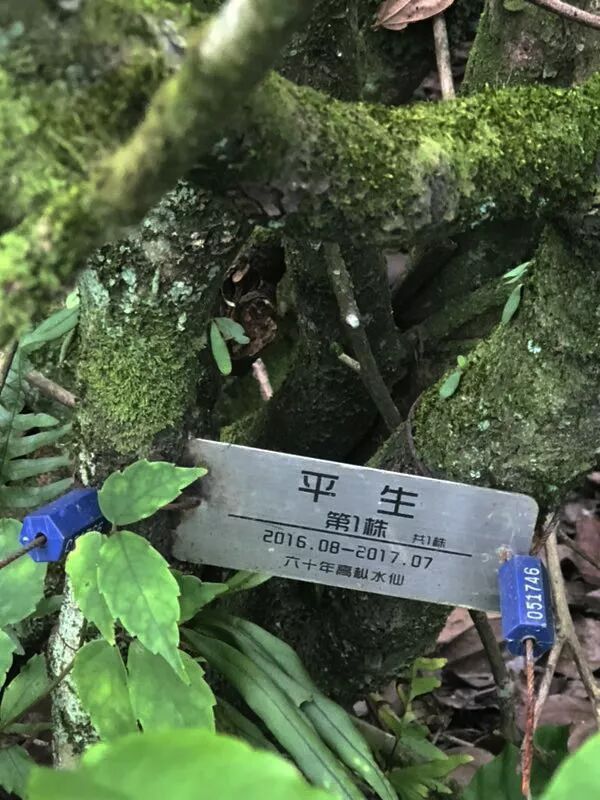 平 生
第1株 共1株
2016.08-2017.07
六十年高枞水仙
051746